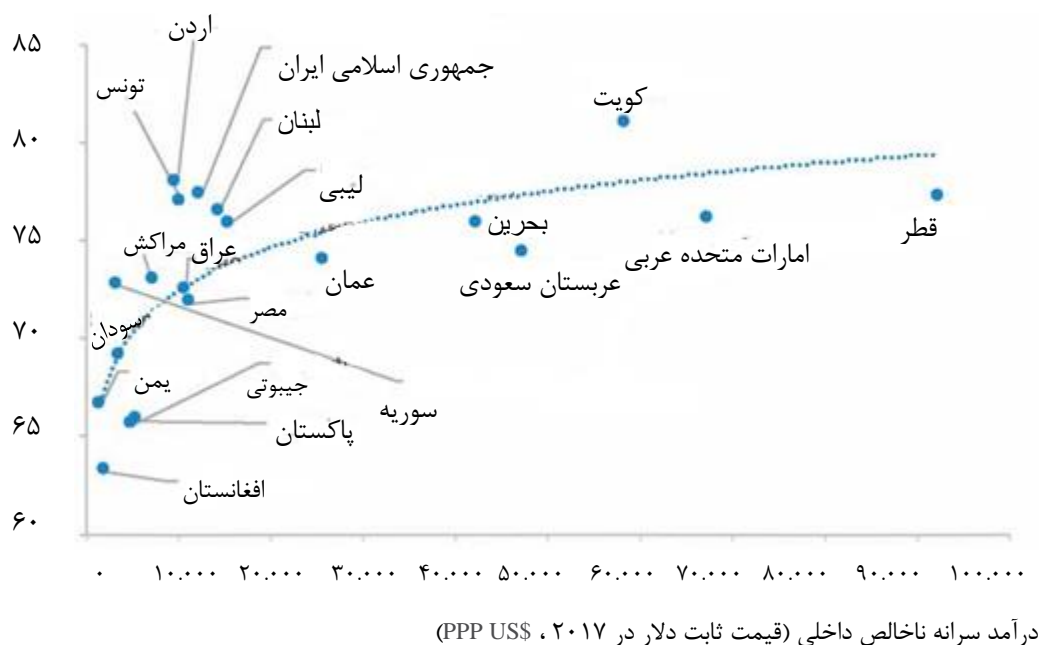 ۸۵
۸۰
۷۵
۷۰
۶۵
۶۰
اردن
تونس
جمهوری اسلامی ایران
لبنان
لیبی
کویت
مراکش
عراق
بحرین
قطر
امارات متحده عربی
عربستان سعودی
عمان
مصر
سودان
یمن
جیبوتی
سوریه
پاکستان
افغانستان
۰ ۱۰.۰۰۰ ۲۰.۰۰۰ ۳۰.۰۰۰ ۴۰.۰۰۰ ۵۰.۰۰۰ ۶۰.۰۰۰ ۷۰.۰۰۰ ۸۰.۰۰۰ ۹۰.۰۰۰ ۱۰۰.۰۰۰
درآمد سرانه ناخالص داخلی (قیمت ثابت دلار در ۲۰۱۷ ، PPP US$)